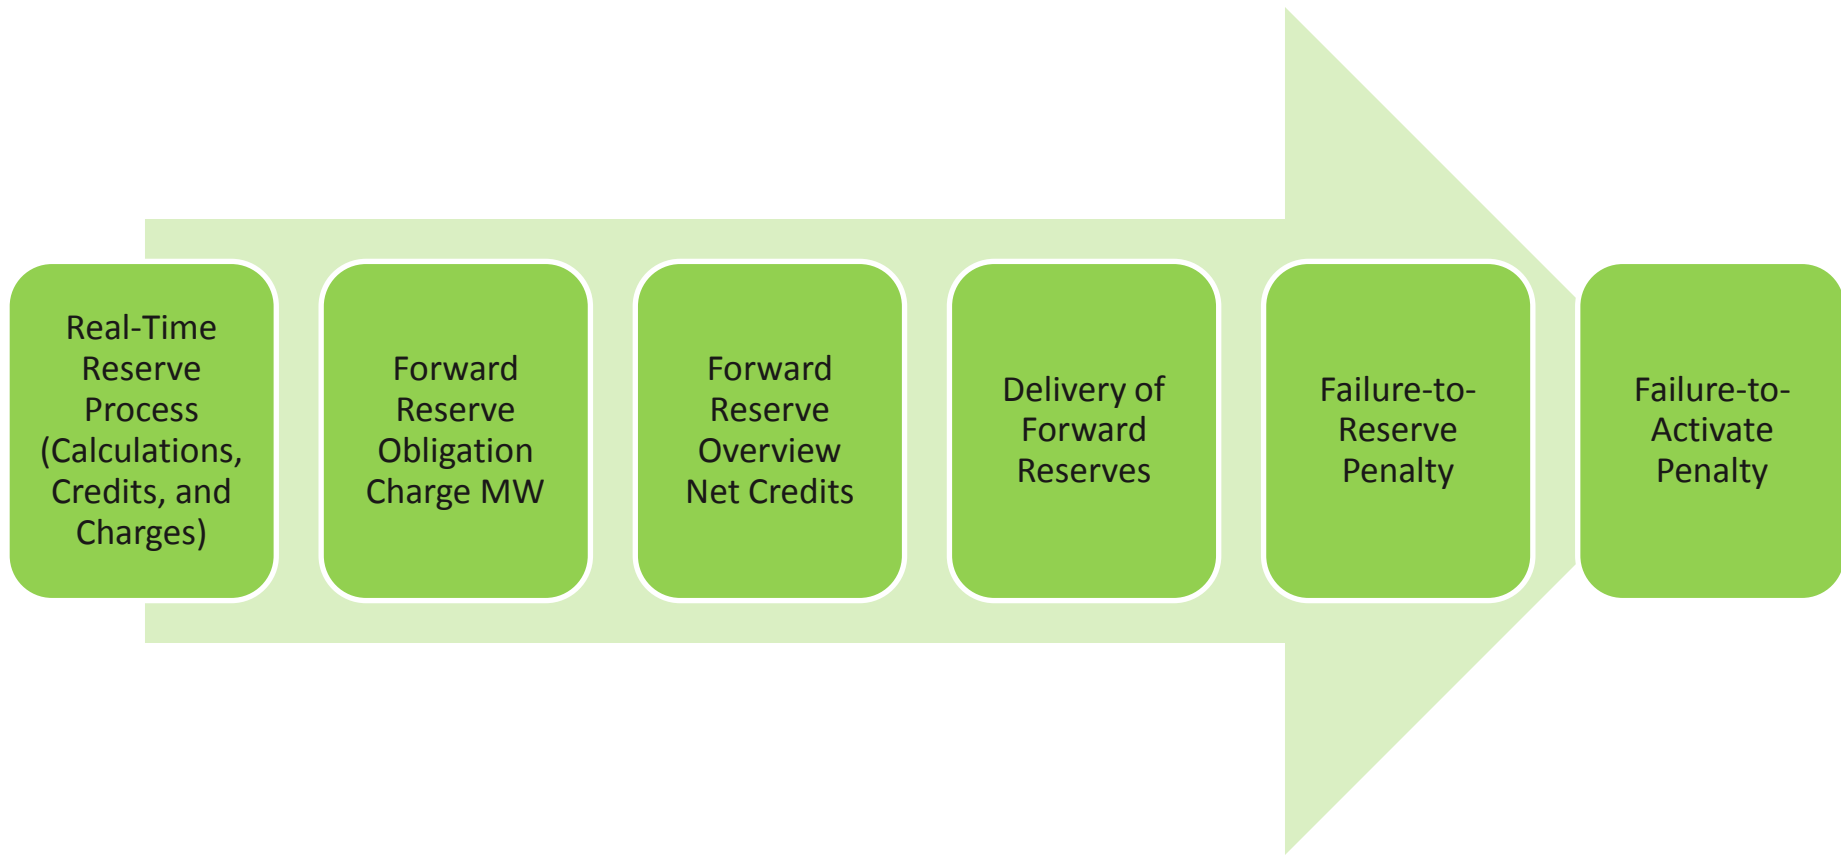 Real-Time
Reserve
Process
(Calculations,
Credits, and
Charges)
Forward
Reserve
Obligation
Charge MW
Forward
Reserve
Overview
Net Credits
Delivery of
Forward
Reserves
Failure-to-
Reserve
Penalty
Failure-to-
Activate
Penalty